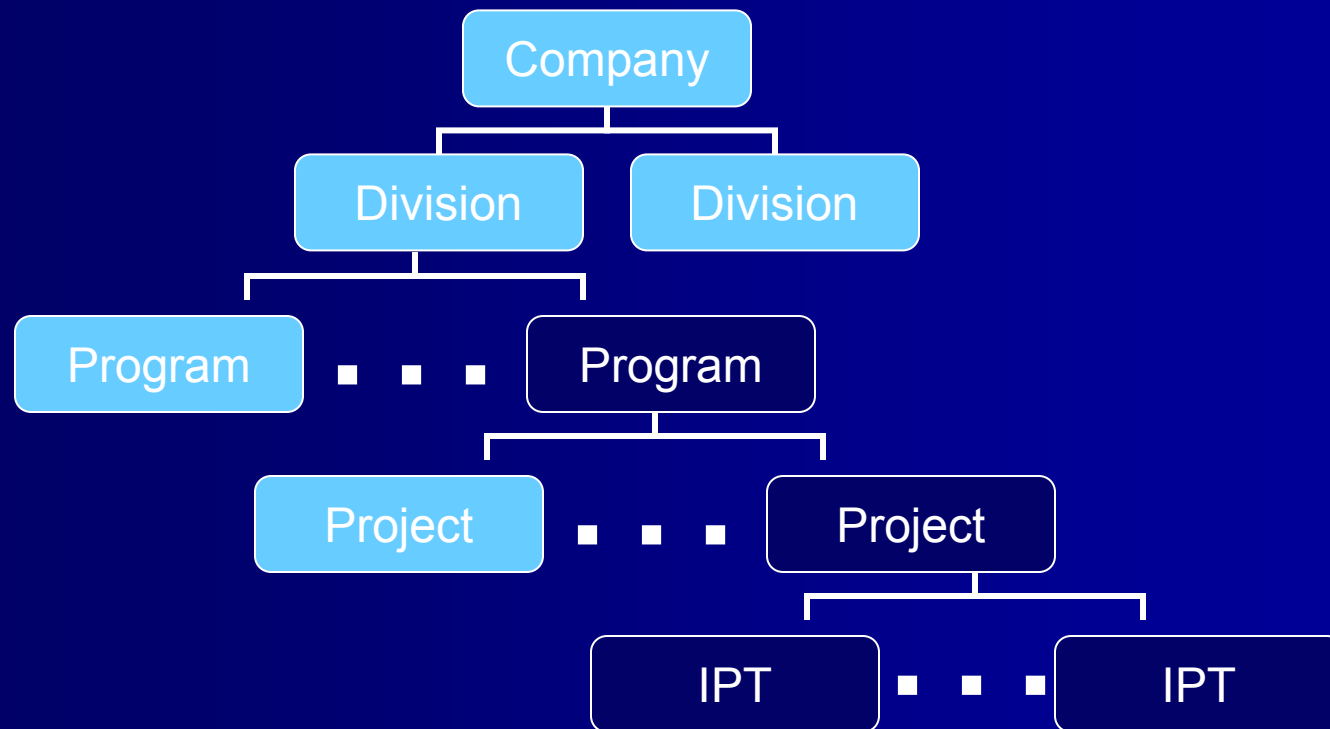 Company
Division Division
Program Program
Project Project
IPT IPT